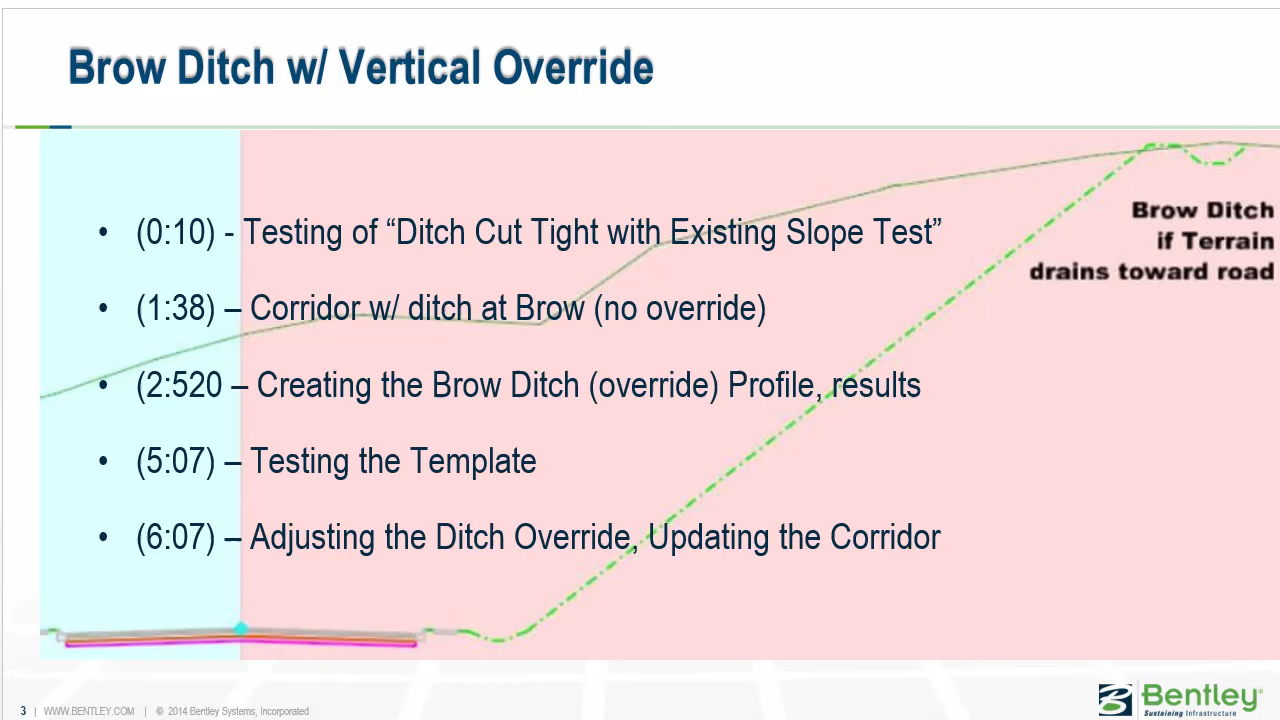 Brow Ditch w/ Vertical Override
• (0:10) - Testing of “Ditch Cut Tight with Existing Slope Test”
• (1:38) – Corridor w/ ditch at Brow (no override)
• (2:520 – Creating the Brow Ditch (override) Profile, results
• (5:07) – Testing the Template
• (6:07) – Adjusting the Ditch Override, Updating the Corridor
Brow Ditch
if Terrain
drains toward road
3 | WWW.BENTLEY.COM | © 2014 Bentley Systems, Incorporated
Bentley®
Sustaining Infrastructure